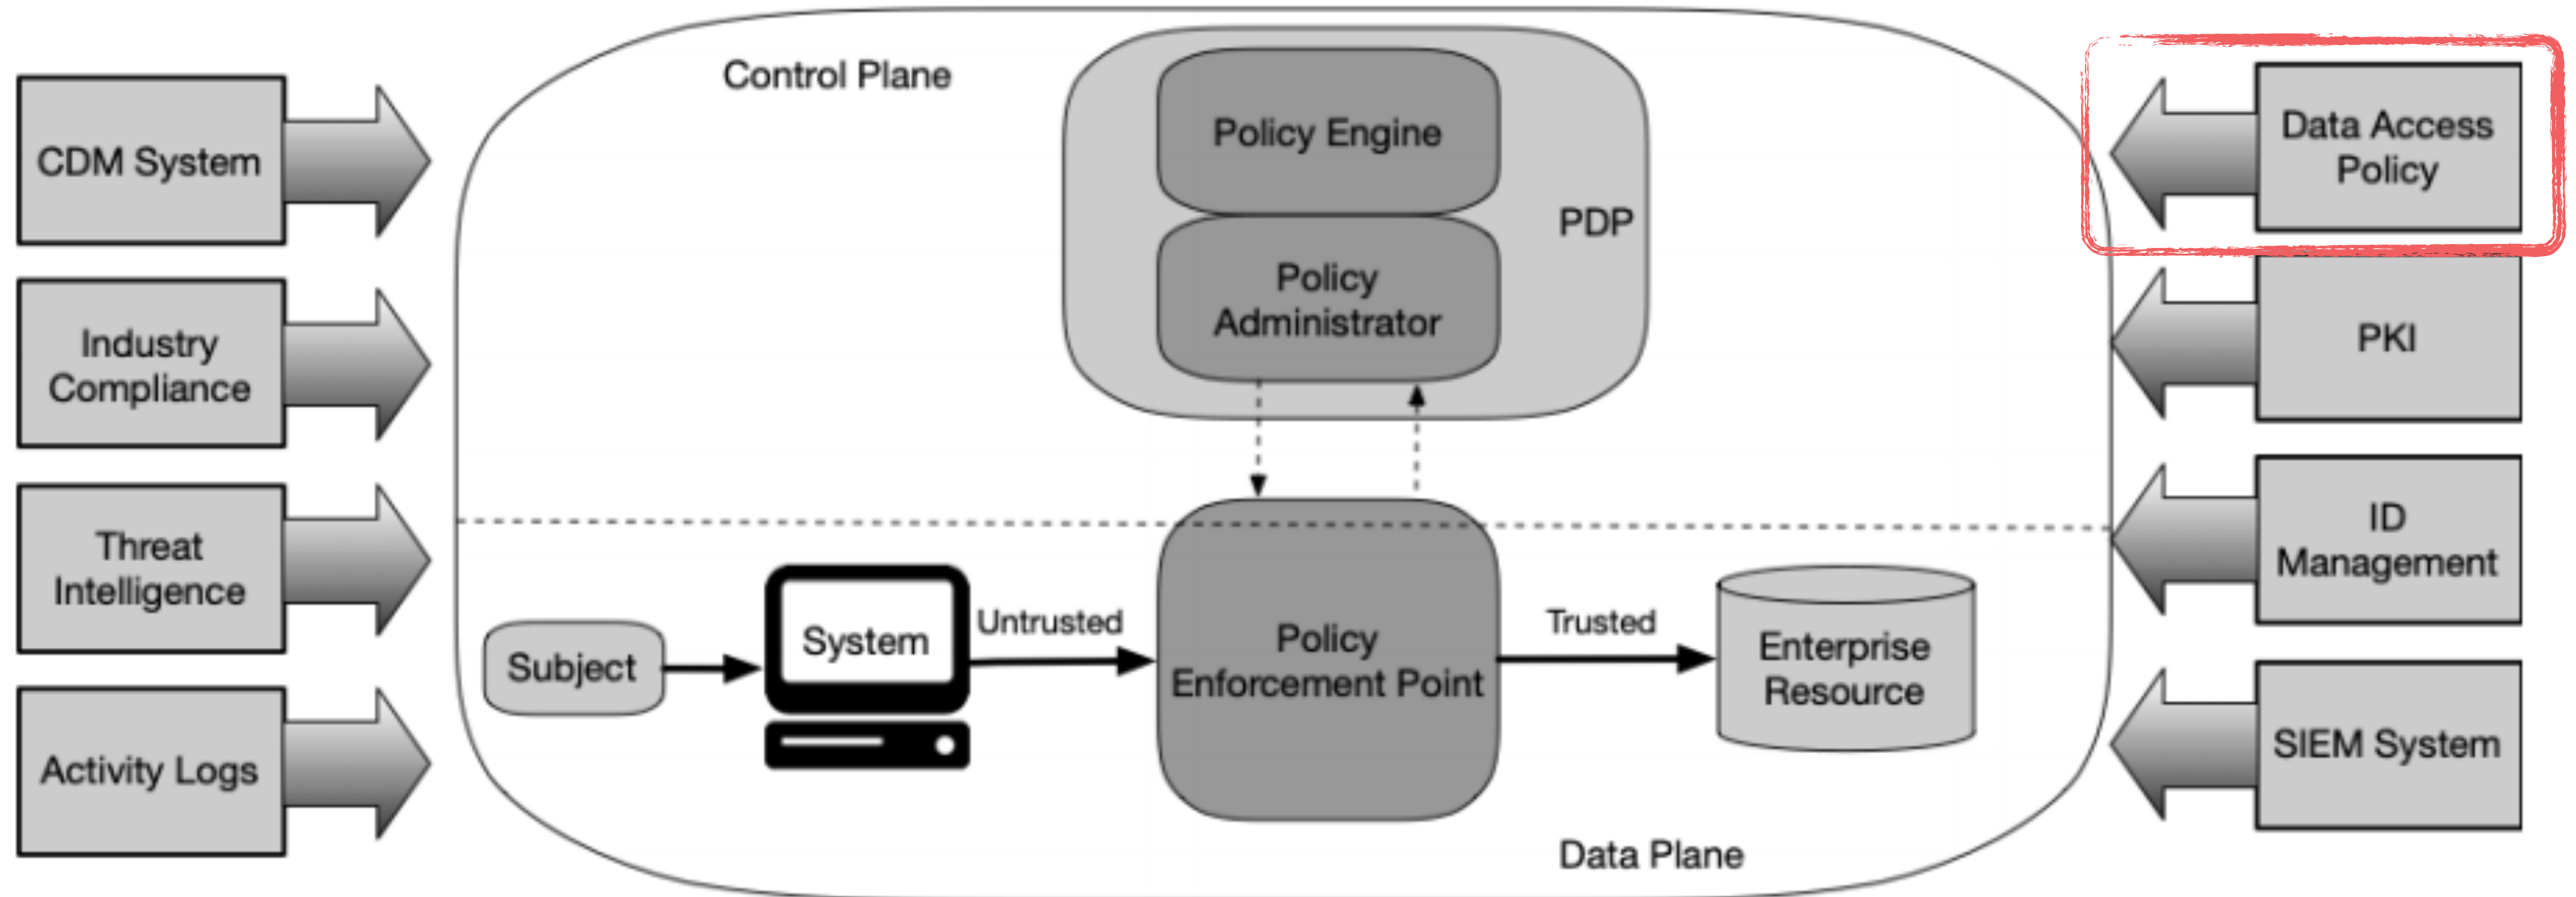 CDM System
Industry
Compliance
Threat
Intelligence
Activity Logs
Control Plane
Policy Engine
PDP
Policy
Administrator
Subject
System
Untrusted
Policy
Enforcement Point
Trusted
Enterprise
Resource
Data Plane
Data Access
Policy
PKI
ID
Management
SIEM System